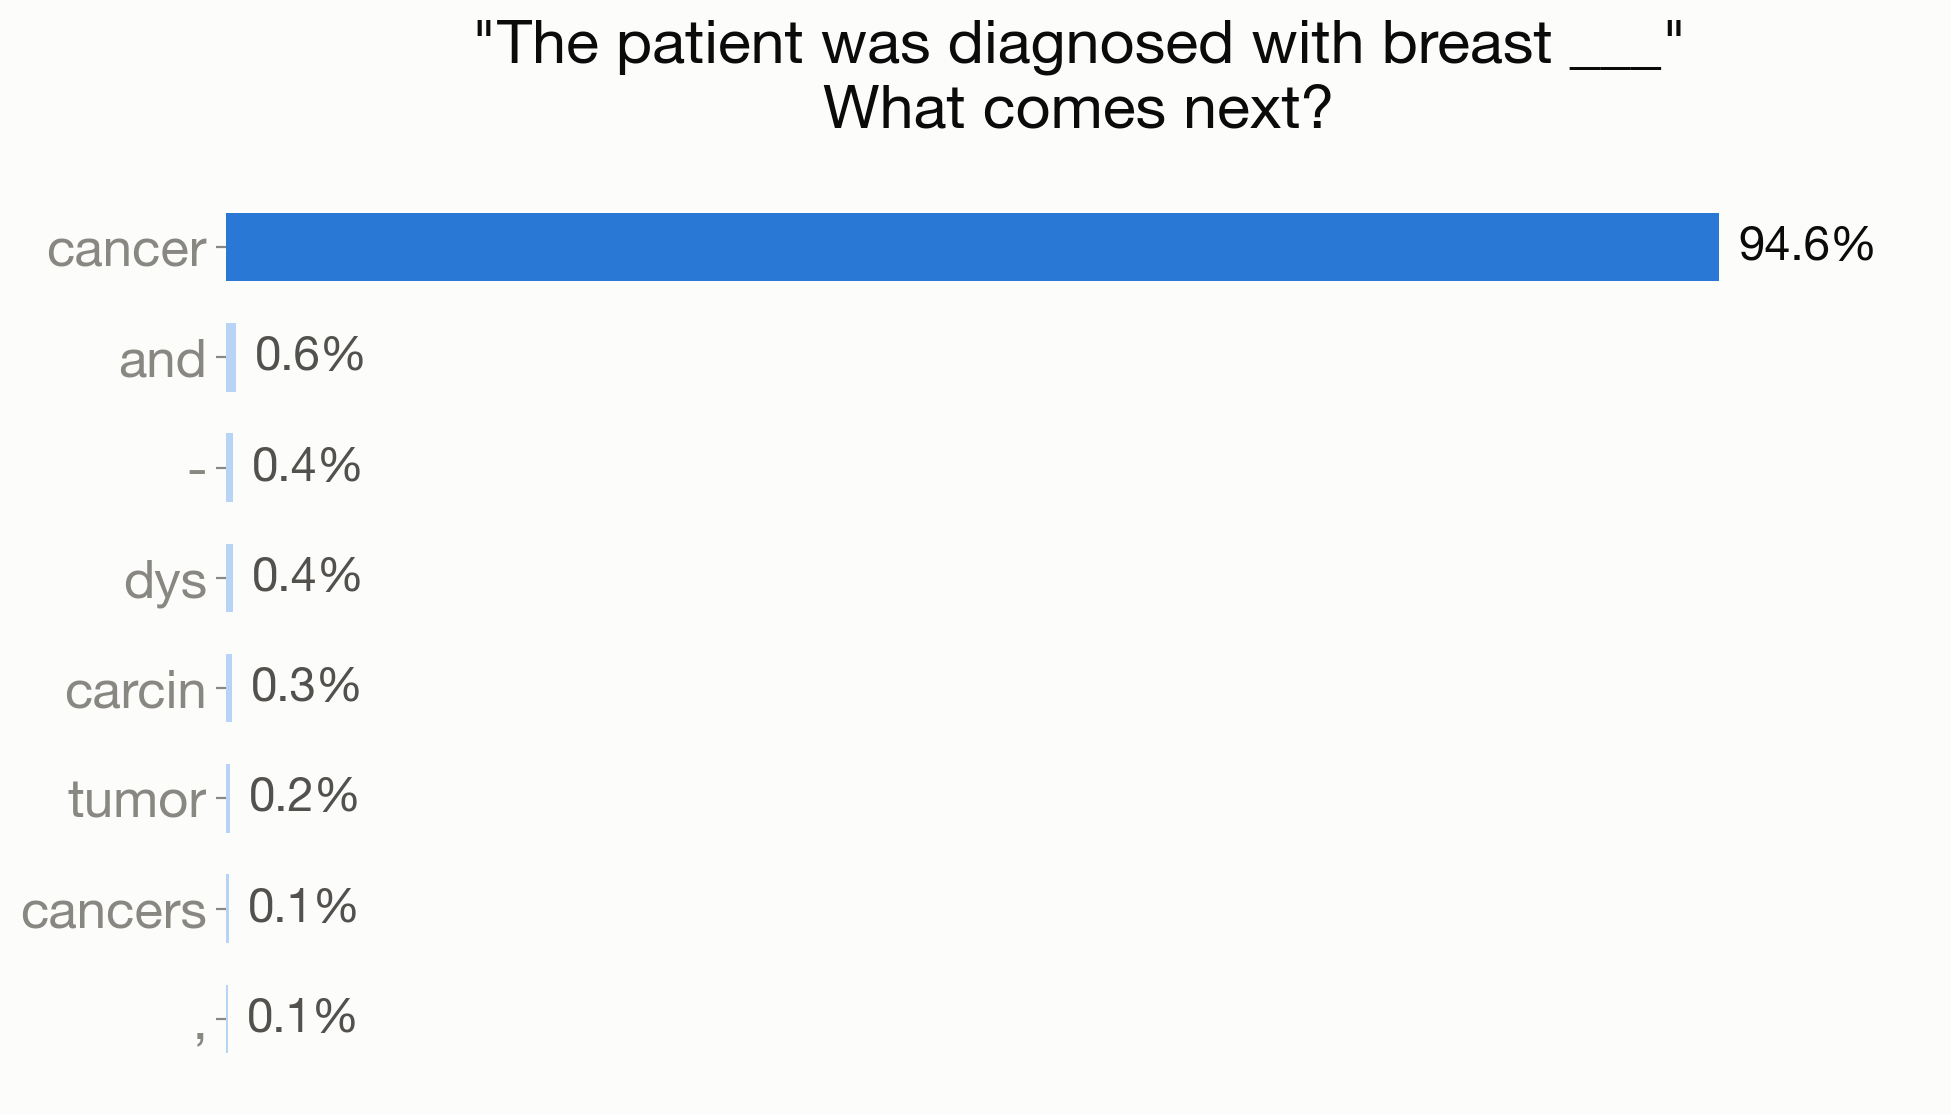 "The patient was diagnosed with breast ___"
What comes next?
cancer 94.6%
and 0.6%
- 0.4%
dys 0.4%
carcin 0.3%
tumor 0.2%
cancers 0.1%
, 0.1%